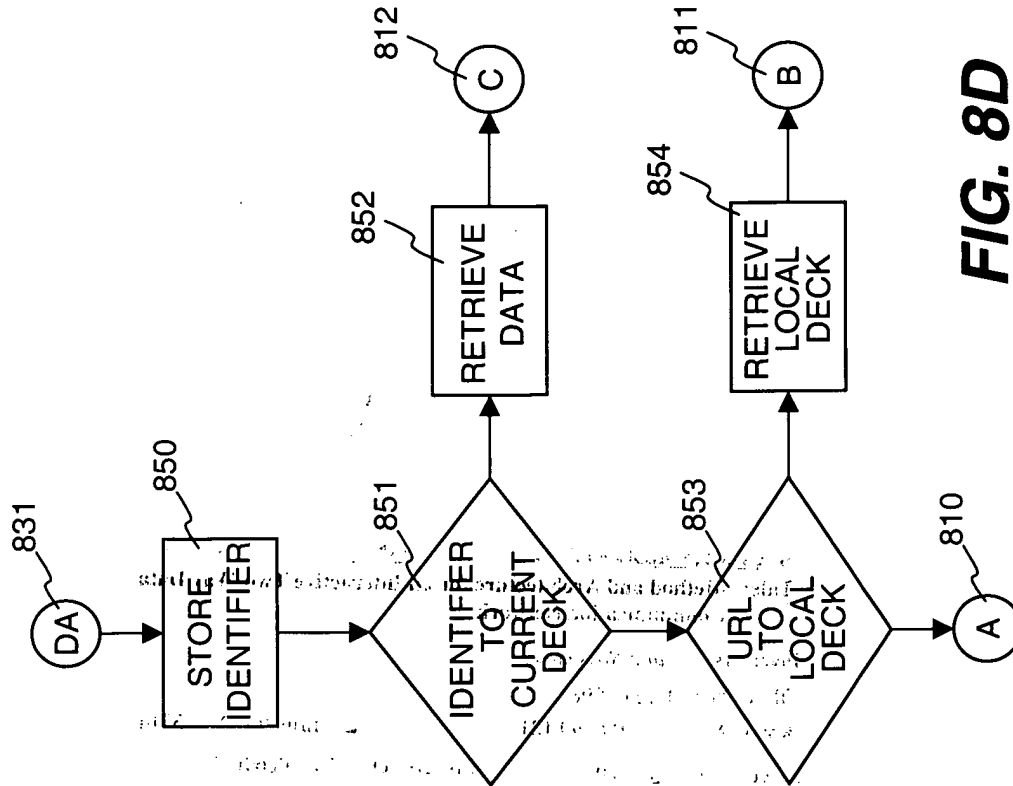 831
DA
850
STORE
IDENTIFIER
851
IDENTIFIER
TO
CURRENT
DECK
852
RETRIEVE
DATA
812
C
853
URL
TO
LOCAL
DECK
854
RETRIEVE
LOCAL
DECK
811
B
810
A
FIG. 8D